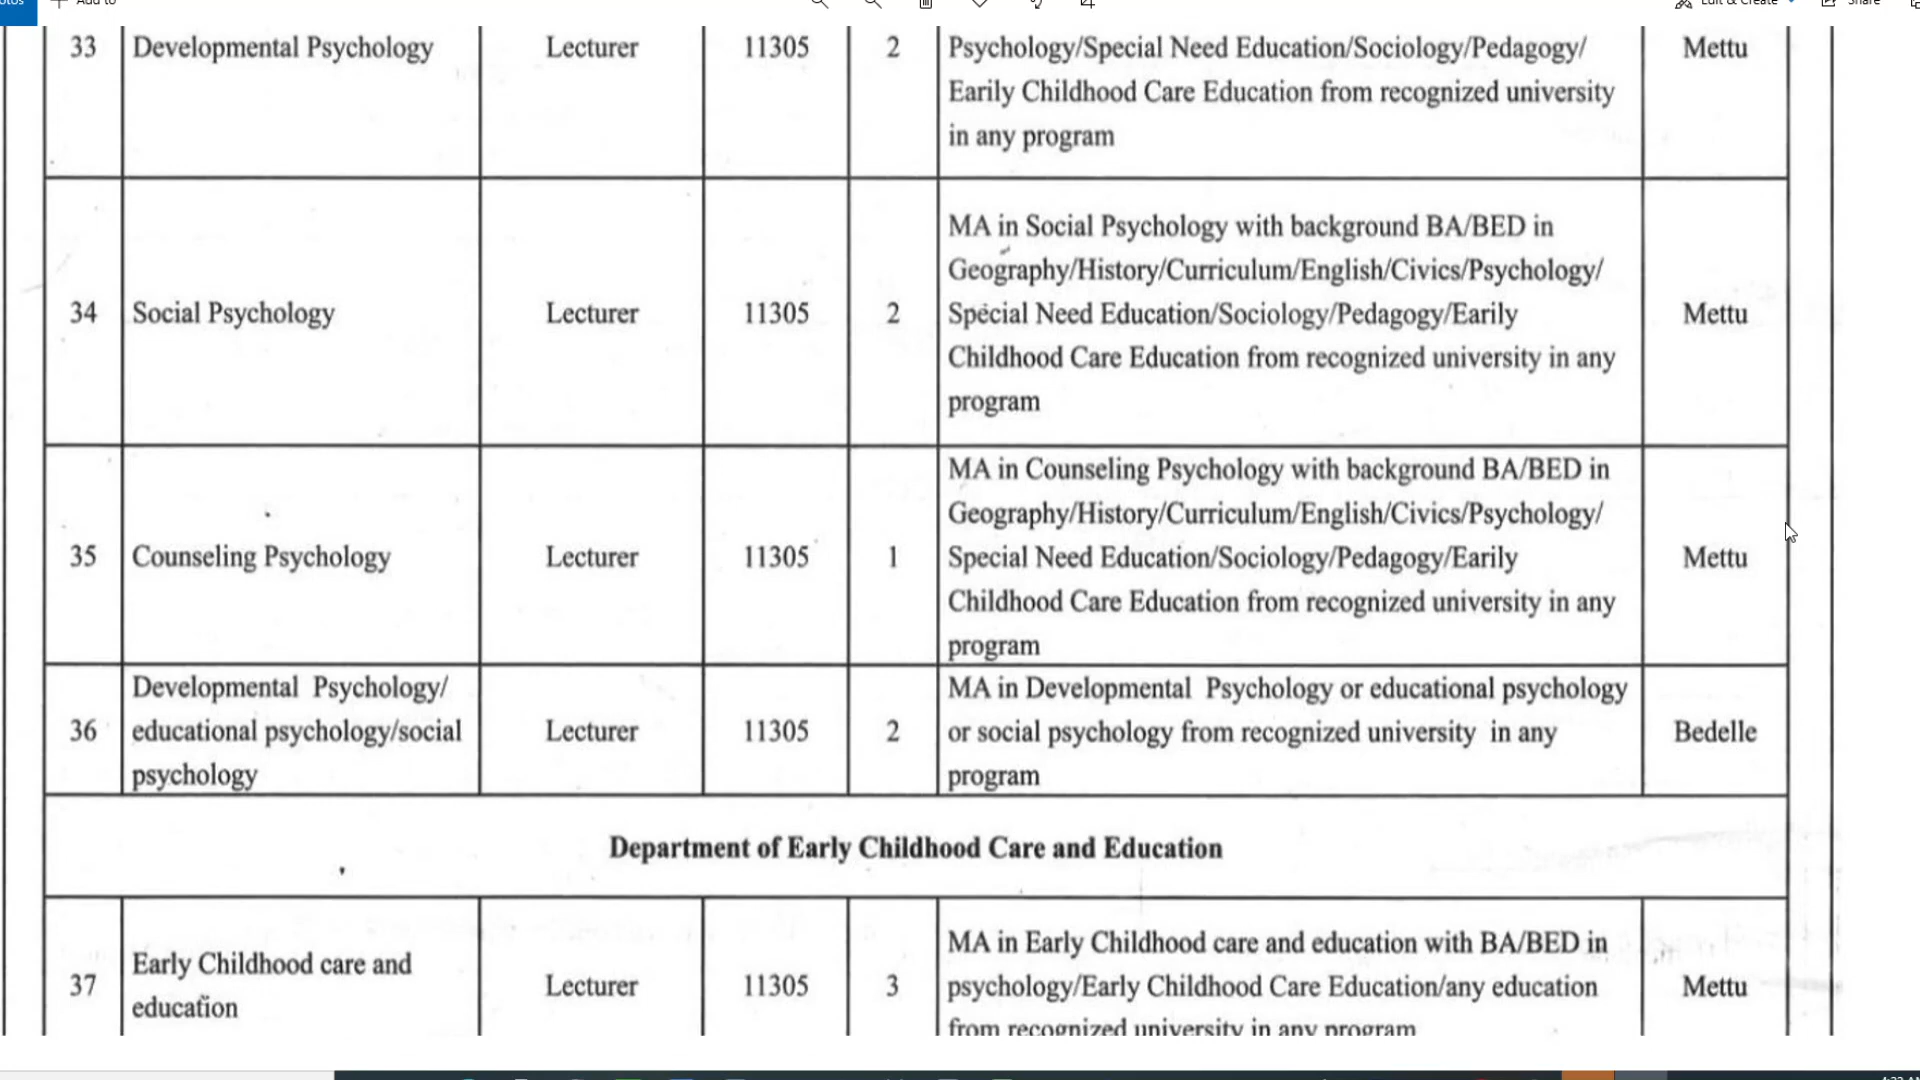 Add to
Edit & Create
Share
33 Developmental Psychology Lecturer 11305 2 Psychology/Special Need Education/Sociology/Pedagogy/ Mettu
Earily Childhood Care Education from recognized university
in any program
MA in Social Psychology with background BA/BED in
Geography/History/Curriculum/English/Civics/Psychology/
34 Social Psychology Lecturer 11305 2 Special Need Education/Sociology/Pedagogy/Earily Mettu
Childhood Care Education from recognized university in any
program
MA in Counseling Psychology with background BA/BED in
Geography/History/Curriculum/English/Civics/Psychology/
35 Counseling Psychology Lecturer 11305 1 Special Need Education/Sociology/Pedagogy/Earily Mettu
Childhood Care Education from recognized university in any
program
Developmental Psychology/ MA in Developmental Psychology or educational psychology
36 educational psychology/social Lecturer 11305 2 or social psychology from recognized university in any Bedelle
psychology program
Department of Early Childhood Care and Education
MA in Early Childhood care and education with BA/BED in
Early Childhood care and
37 Lecturer 11305 3 psychology/Early Childhood Care Education/any education Mettu
education
from recognized university in any program